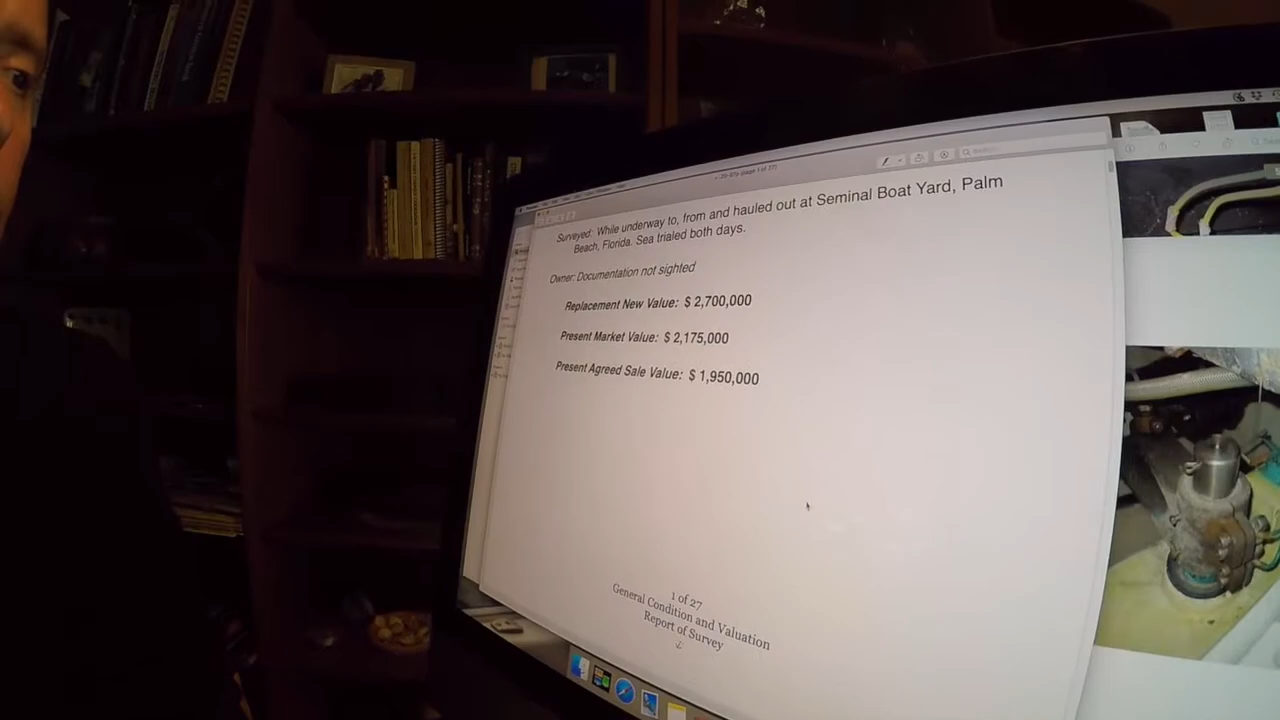 Surveyed: While underway to, from and hauled out at Seminal Boat Yard, Palm
Beach, Florida. Sea trialed both days.
Owner: Documentation not sighted
Replacement New Value: $ 2,700,000
Present Market Value: $ 2,175,000
Present Agreed Sale Value: $ 1,950,000
1 of 27
General Condition and Valuation
Report of Survey